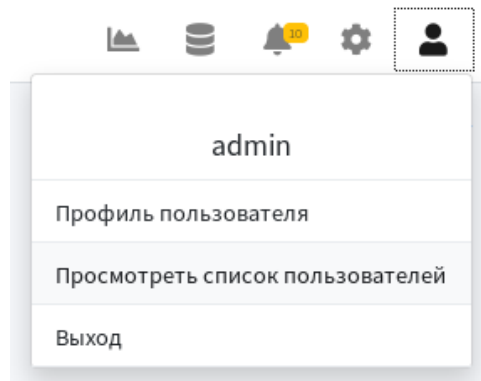 10
admin
Профиль пользователя
Просмотреть список пользователей
Выход